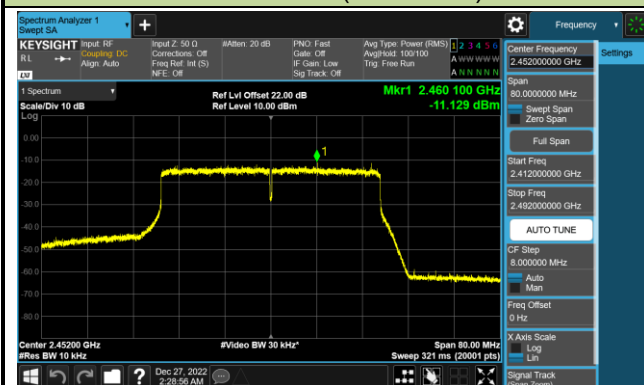 Spectrum Analyzer 1
Swept SA
+
Frequency
KEYSIGHT
Input: RF
Coupling: DC
Align: Auto
Input Z: 50 Ω
Corrections: Off
Freq Ref: Int (S)
NFE: Off
#Atten: 20 dB
PNO: Fast
Gate: Off
IF Gain: Low
Sig Track: Off
Avg Type: Power (RMS)
Avg|Hold: 100/100
Trig: Free Run
1 2 3 4 5 6
A W W W W W
A N N N N N
RL
LXI
1 Spectrum
Scale/Div 10 dB
Log
Ref Lvl Offset 22.00 dB
Ref Level 10.00 dBm
Mkr1 2.460 100 GHz
-11.129 dBm
1
0.00
-10.0
-20.0
-30.0
-40.0
-50.0
-60.0
-70.0
-80.0
Center 2.45200 GHz
#Res BW 10 kHz
#Video BW 30 kHz*
Span 80.00 MHz
Sweep 321 ms (20001 pts)
Dec 27, 2022
2:28:56 AM
?
Center Frequency
2.452000000 GHz
Settings
Span
80.0000000 MHz
Swept Span
Zero Span
Full Span
Start Freq
2.412000000 GHz
Stop Freq
2.492000000 GHz
AUTO TUNE
CF Step
8.000000 MHz
Auto
Man
Freq Offset
0 Hz
X Axis Scale
Log
Lin
Signal Track
(Span Zoom)